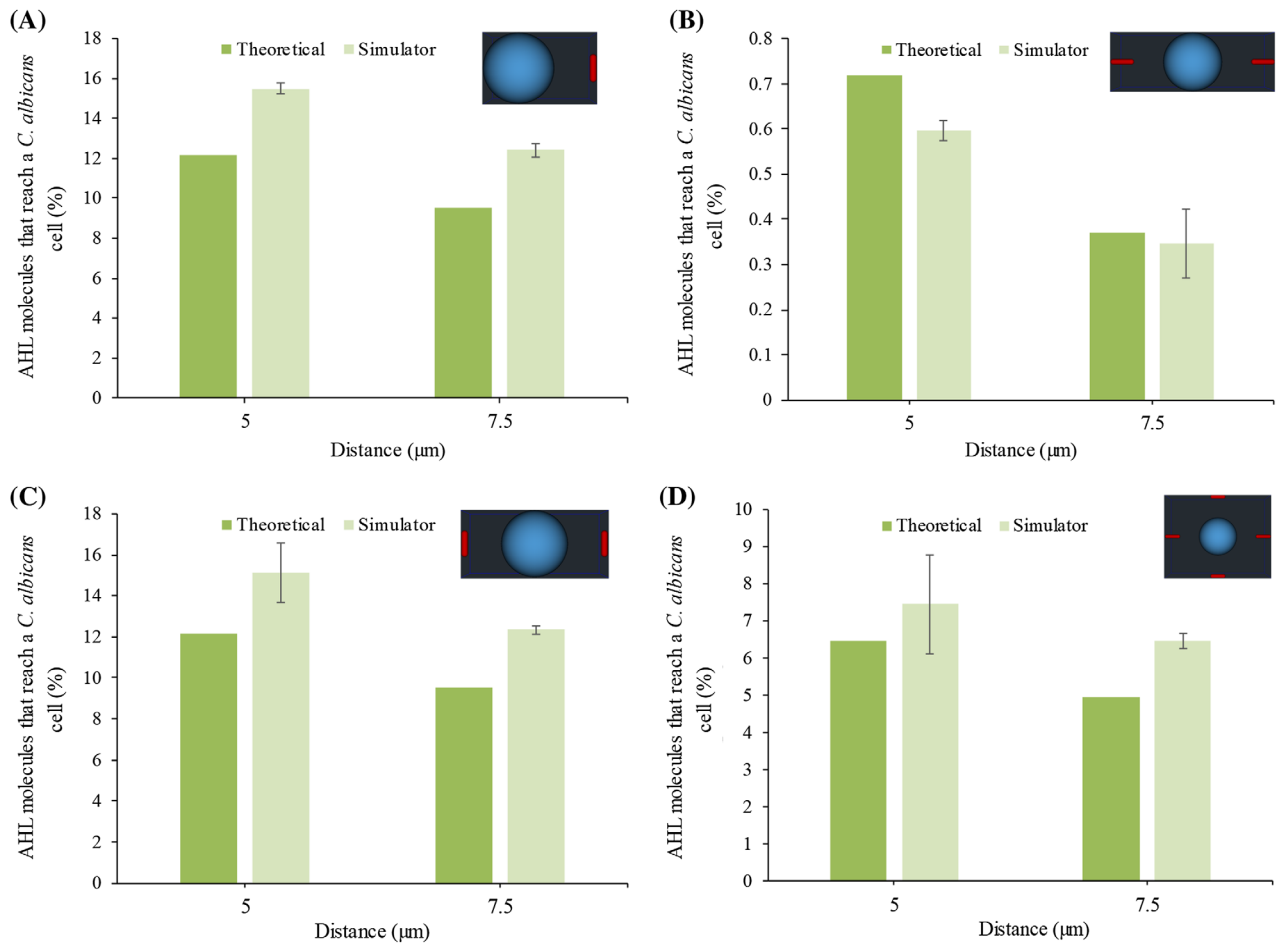 (A)
AHL molecules that reach a C. albicans
cell (%)
18
16
14
12
10
8
6
4
2
0
Theoretical Simulator
5 7.5
Distance (μm)
(B)
AHL molecules that reach a C. albicans
cell (%)
0.8
0.7
0.6
0.5
0.4
0.3
0.2
0.1
0
Theoretical Simulator
5 7.5
Distance (μm)
(C)
AHL molecules that reach a C. albicans
cell (%)
18
16
14
12
10
8
6
4
2
0
Theoretical Simulator
5 7.5
Distance (μm)
(D)
AHL molecules that reach a C. albicans
cell (%)
10
9
8
7
6
5
4
3
2
1
0
Theoretical Simulator
5 7.5
Distance (μm)